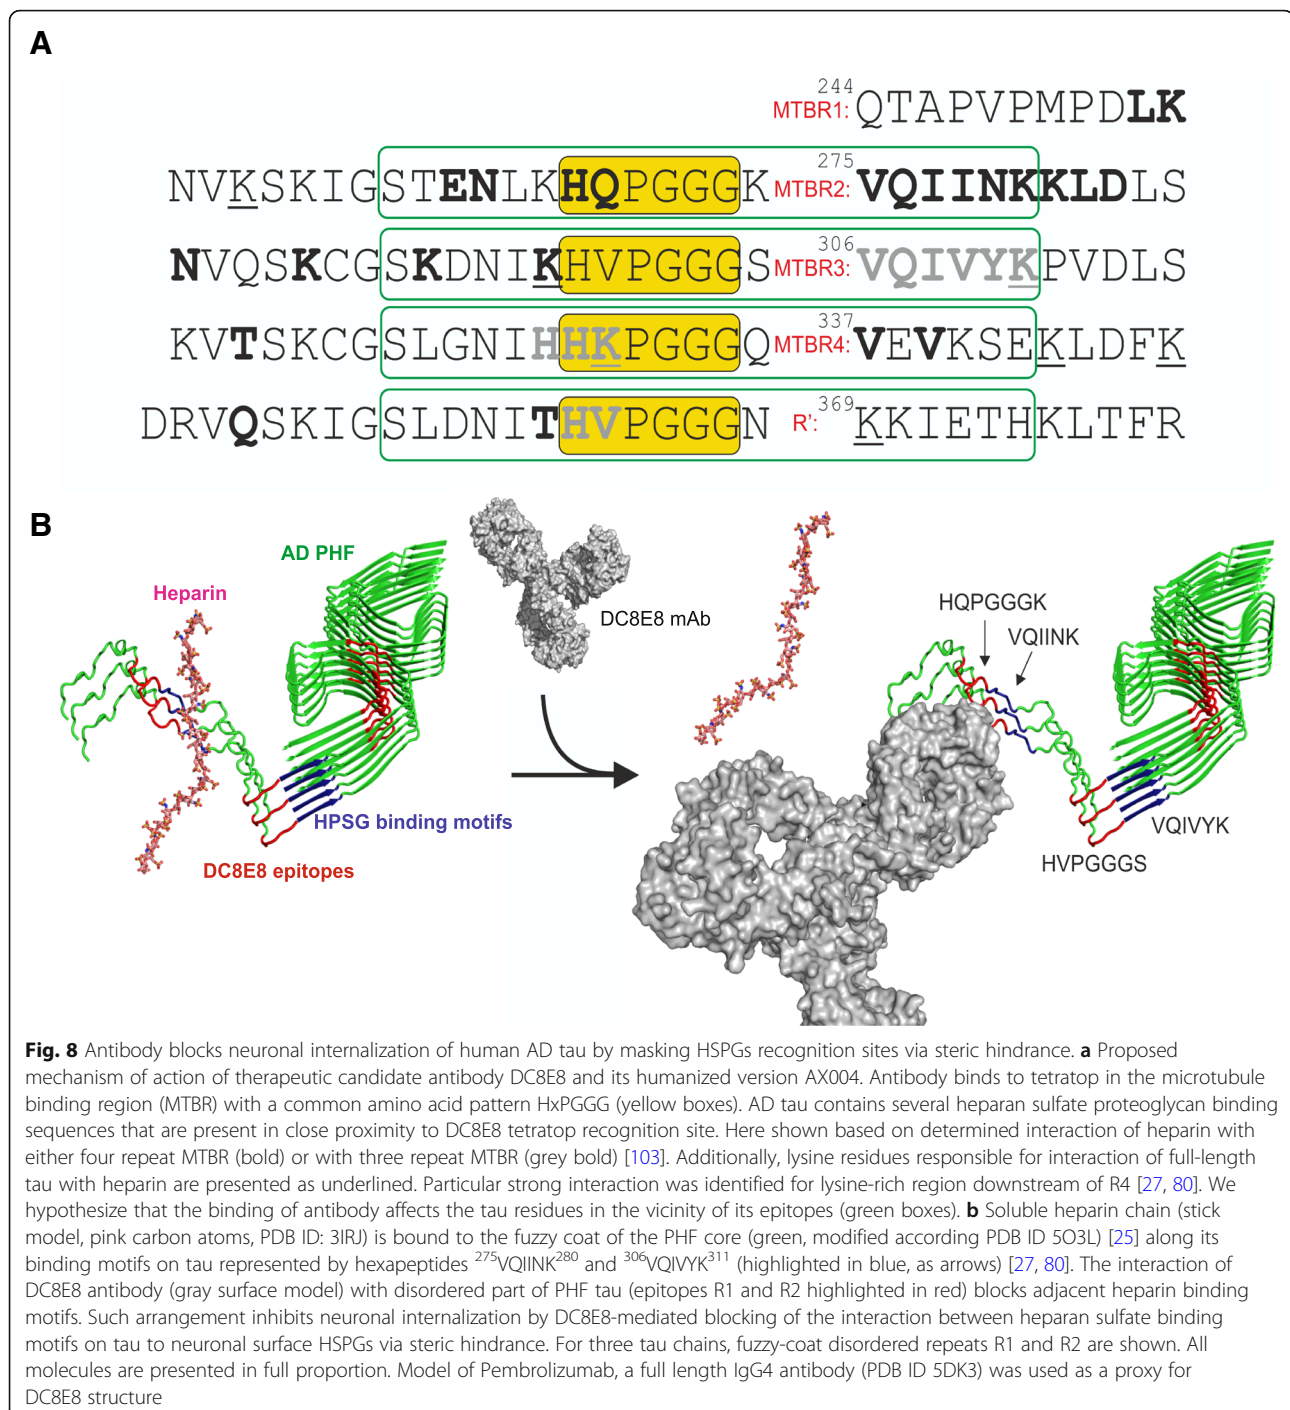 A
244
MTBR1: QTAPVPMPDLK
275
NVKSKIGSTENLKHQPGGGK MTBR2: VQIINKKLDLS
306
NVQSKCGSKDNIKHVPGGGS MTBR3: VQIVYKPVDLS
337
KVTSKCGSLGNIHHKPGGGQ MTBR4: VEVKSEKLDFK
369
DRVQSKIGSLDNITHVPGGGN R': KKIETHKLTFR
B
AD PHF
Heparin
DC8E8 mAb
HPSG binding motifs
DC8E8 epitopes
HQPGGGK
VQIINK
VQIVYK
HVPGGGS
Fig. 8 Antibody blocks neuronal internalization of human AD tau by masking HSPGs recognition sites via steric hindrance. a Proposed
mechanism of action of therapeutic candidate antibody DC8E8 and its humanized version AX004. Antibody binds to tetratop in the microtubule
binding region (MTBR) with a common amino acid pattern HxPGGG (yellow boxes). AD tau contains several heparan sulfate proteoglycan binding
sequences that are present in close proximity to DC8E8 tetratop recognition site. Here shown based on determined interaction of heparin with
either four repeat MTBR (bold) or with three repeat MTBR (grey bold) [103]. Additionally, lysine residues responsible for interaction of full-length
tau with heparin are presented as underlined. Particular strong interaction was identified for lysine-rich region downstream of R4 [27, 80]. We
hypothesize that the binding of antibody affects the tau residues in the vicinity of its epitopes (green boxes). b Soluble heparin chain (stick
model, pink carbon atoms, PDB ID: 3IRJ) is bound to the fuzzy coat of the PHF core (green, modified according PDB ID 5O3L) [25] along its
binding motifs on tau represented by hexapeptides 275VQIINK280 and 306VQIVYK311 (highlighted in blue, as arrows) [27, 80]. The interaction of
DC8E8 antibody (gray surface model) with disordered part of PHF tau (epitopes R1 and R2 highlighted in red) blocks adjacent heparin binding
motifs. Such arrangement inhibits neuronal internalization by DC8E8-mediated blocking of the interaction between heparan sulfate binding
motifs on tau to neuronal surface HSPGs via steric hindrance. For three tau chains, fuzzy-coat disordered repeats R1 and R2 are shown. All
molecules are presented in full proportion. Model of Pembrolizumab, a full length IgG4 antibody (PDB ID 5DK3) was used as a proxy for
DC8E8 structure